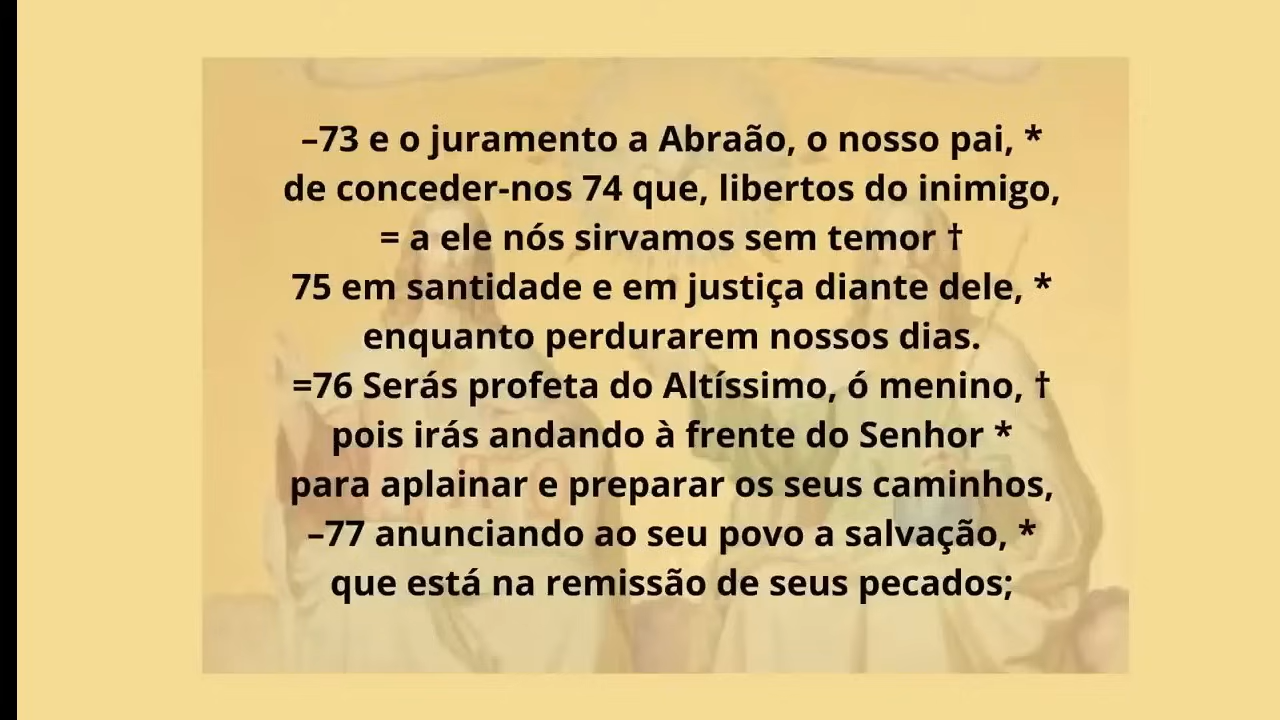 –73 e o juramento a Abraão, o nosso pai, *
de conceder-nos 74 que, libertos do inimigo,
= a ele nós sirvamos sem temor †
75 em santidade e em justiça diante dele, *
enquanto perdurarem nossos dias.
=76 Serás profeta do Altíssimo, ó menino, †
pois irás andando à frente do Senhor *
para aplainar e preparar os seus caminhos,
–77 anunciando ao seu povo a salvação, *
que está na remissão de seus pecados;